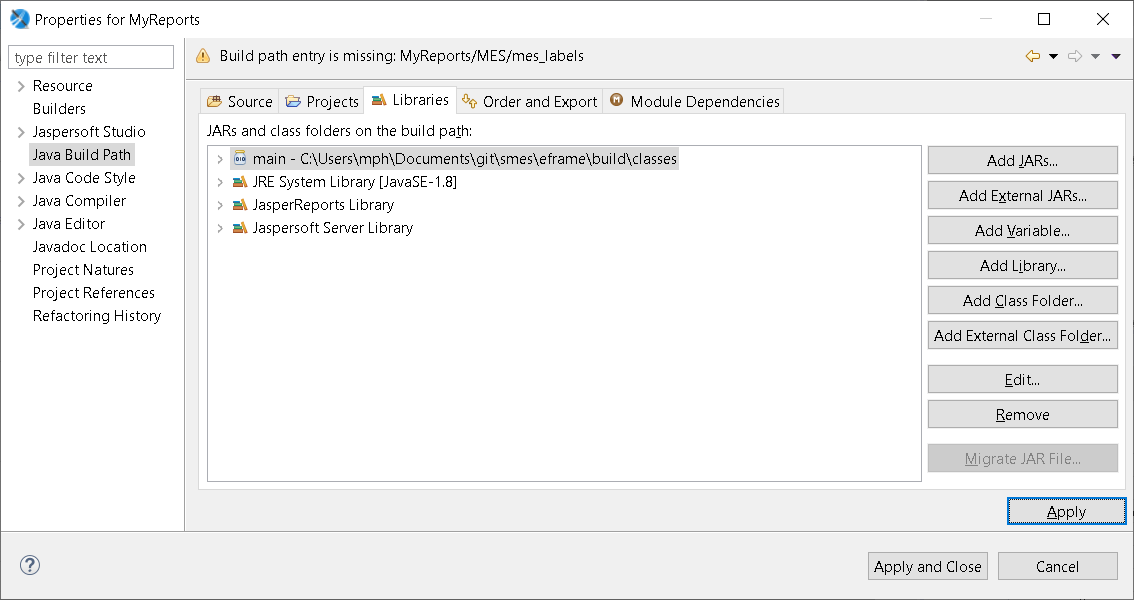 Properties for MyReports
type filter text
Resource
Builders
Jaspersoft Studio
Java Build Path
Java Code Style
Java Compiler
Java Editor
Javadoc Location
Project Natures
Project References
Refactoring History
Build path entry is missing: MyReports/MES/mes_labels
Source Projects Libraries Order and Export Module Dependencies
JARs and class folders on the build path:
main - C:\Users\mph\Documents\git\smes\eframe\build\classes
JRE System Library [JavaSE-1.8]
JasperReports Library
Jaspersoft Server Library
Add JARs...
Add External JARs...
Add Variable...
Add Library...
Add Class Folder...
Add External Class Folder...
Edit...
Remove
Migrate JAR File...
Apply
Apply and Close Cancel